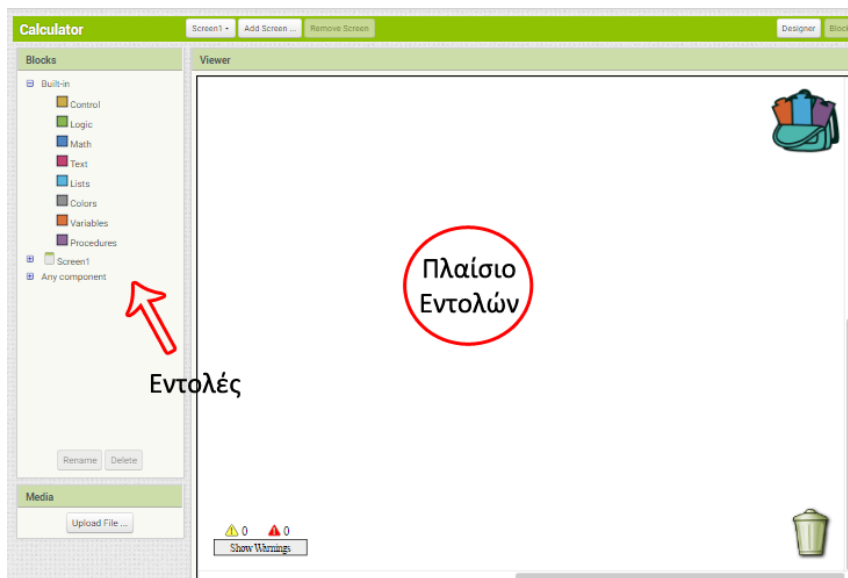 Calculator
Screen1
Add Screen ...
Remove Screen
Designer
Block
Blocks
Viewer
Built-in
Control
Logic
Math
Text
Lists
Colors
Variables
Procedures
Screen1
Any component
Πλαίσιο
Εντολών
Εντολές
Rename
Delete
Media
Upload File ...
0
0
Show Warnings